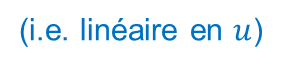 (i.e. linéaire en 𝑢)